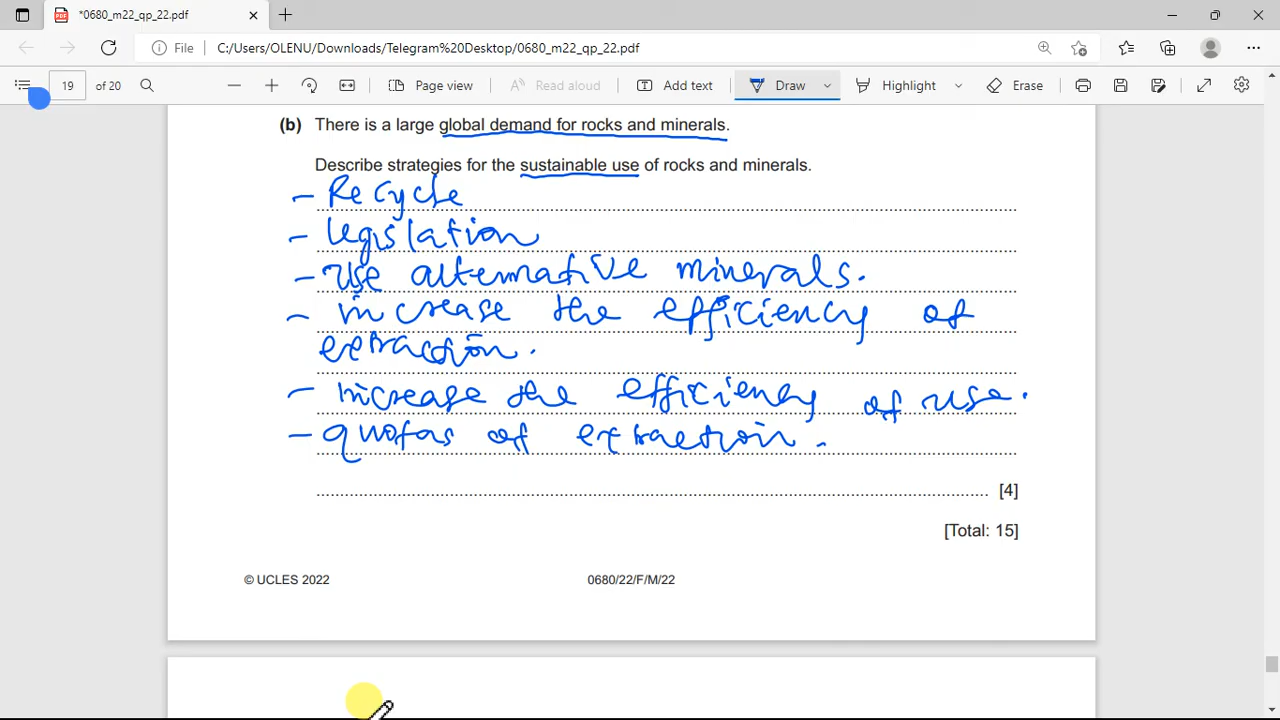 *0680_m22_qp_22.pdf
File C:/Users/OLENU/Downloads/Telegram%20Desktop/0680_m22_qp_22.pdf
19 of 20 Page view Read aloud Add text Draw Highlight Erase
(b) There is a large global demand for rocks and minerals.
Describe strategies for the sustainable use of rocks and minerals.
- Recycle
- legislation
- use alternative minerals.
- increase the efficiency of
extraction.
- increase the efficiency of use.
- quotas of extraction.
[4]
[Total: 15]
© UCLES 2022 0680/22/F/M/22